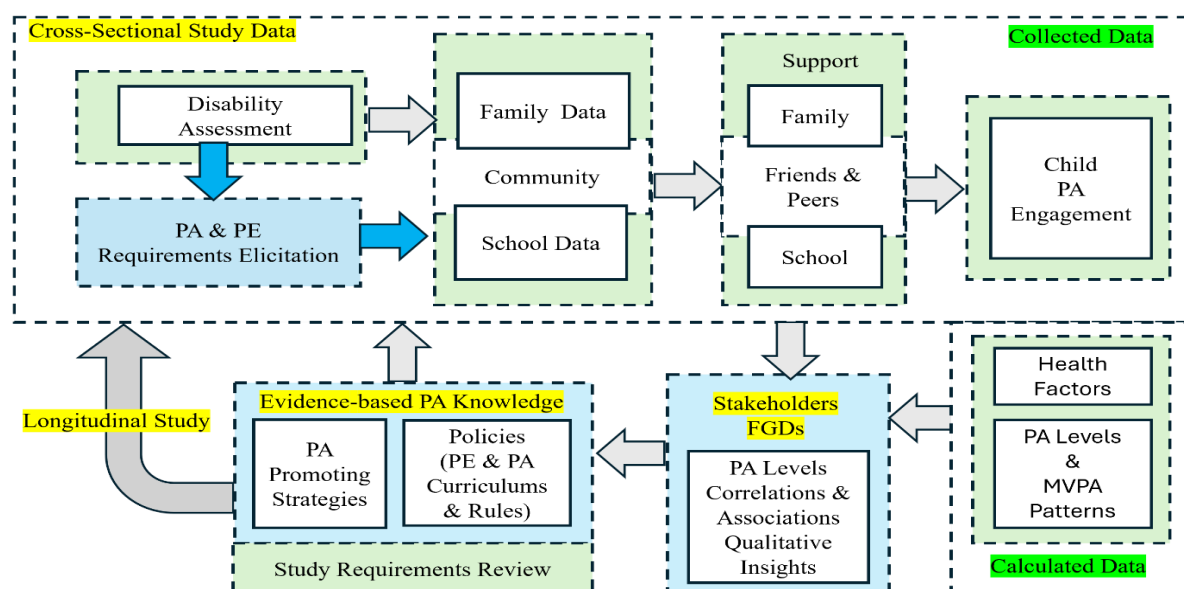 Cross-Sectional Study Data
Collected Data
Disability
Assessment
PA & PE
Requirements Elicitation
Family Data
Community
School Data
Support
Family
Friends &
Peers
School
Child
PA
Engagement
Longitudinal Study
Evidence-based PA Knowledge
PA
Promoting
Strategies
Policies
(PE & PA
Curriculums
& Rules)
Study Requirements Review
Stakeholders
FGDs
PA Levels
Correlations &
Associations
Qualitative
Insights
Health
Factors
PA Levels
&
MVPA
Patterns
Calculated Data